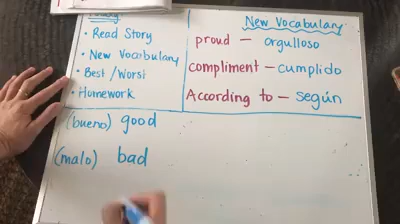 • Read Story
• New Vocabulary
• Best/Worst
• Homework
New Vocabulary
proud — orgulloso
compliment — cumplido
According to — según
(bueno) good
(malo) bad